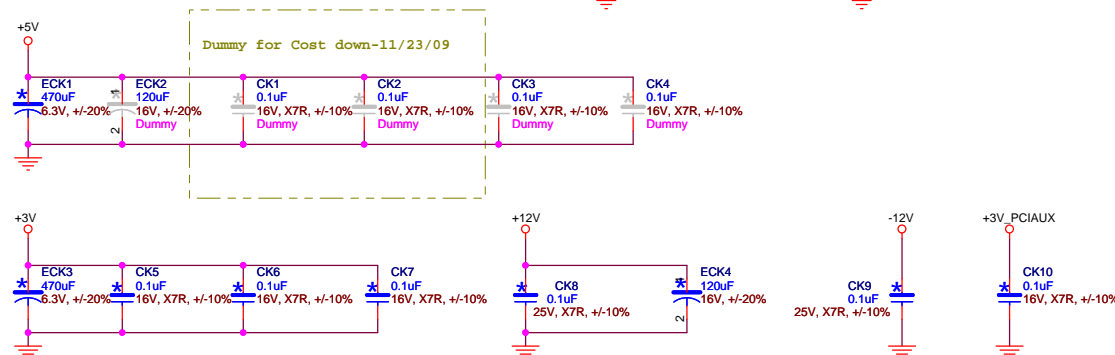 +5V
Dummy for Cost down-11/23/09
ECK1
470uF
6.3V, +/-20%
ECK2
120uF
16V, +/-20%
Dummy
1
2
CK1
0.1uF
16V, X7R, +/-10%
Dummy
CK2
0.1uF
16V, X7R, +/-10%
Dummy
CK3
0.1uF
16V, X7R, +/-10%
Dummy
CK4
0.1uF
16V, X7R, +/-10%
Dummy
+3V
ECK3
470uF
6.3V, +/-20%
CK5
0.1uF
16V, X7R, +/-10%
CK6
0.1uF
16V, X7R, +/-10%
CK7
0.1uF
16V, X7R, +/-10%
+12V
CK8
0.1uF
25V, X7R, +/-10%
ECK4
120uF
16V, +/-20%
1
2
-12V
CK9
0.1uF
25V, X7R, +/-10%
+3V_PCIAUX
CK10
0.1uF
16V, X7R, +/-10%